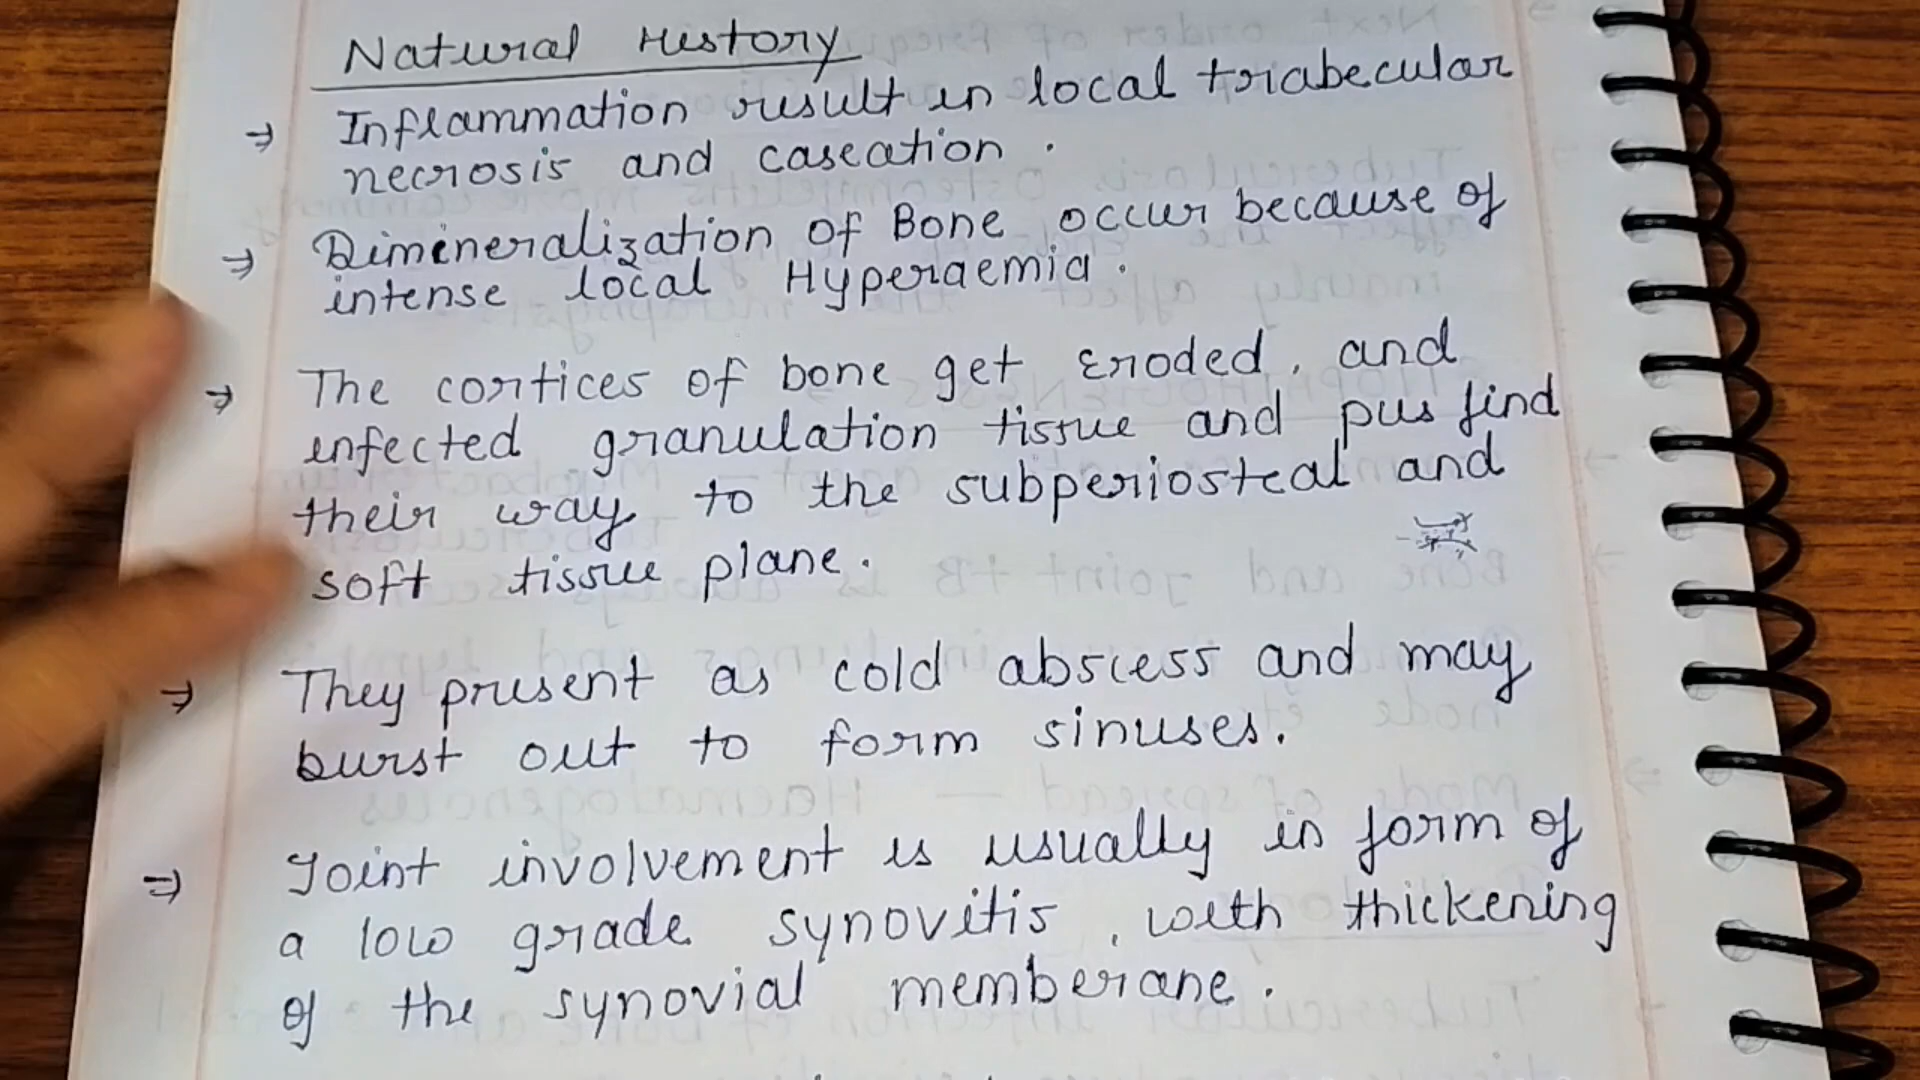 Natural History
⇒ Inflammation result in local trabecular
necrosis and caseation.
⇒ Dimineralization of Bone occur because of
intense local Hyperaemia.
⇒ The cortices of bone get Eroded, and
infected granulation tissue and pus find
their way to the subperiosteal and
soft tissue plane.
⇒ They present as cold abscess and may
burst out to form sinuses.
⇒ Joint involvement is usually in form of
a low grade synovitis, with thickening
of the synovial memberane.